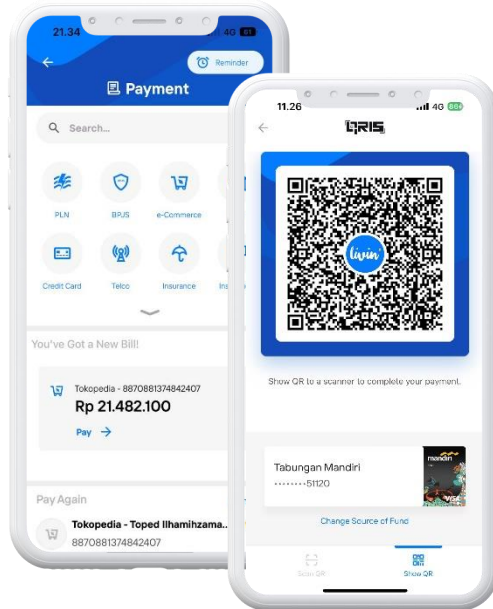 21.34
4G 51
Reminder
Payment
Search...
PLN
BPJS
e-Commerce
Credit Card
Telco
Insurance
You've Got a New Bill!
Tokopedia - 8870881374842407
Rp 21.482.100
Pay
Pay Again
Tokopedia - Toped Ilhamihzama..
8870881374842407
11.26
4G
QRIS
livin'
Show QR to a scanner to complete your payment.
Tabungan Mandiri
••••••••51120
mandiri
VISA
Change Source of Fund
Scan QR
Show QR